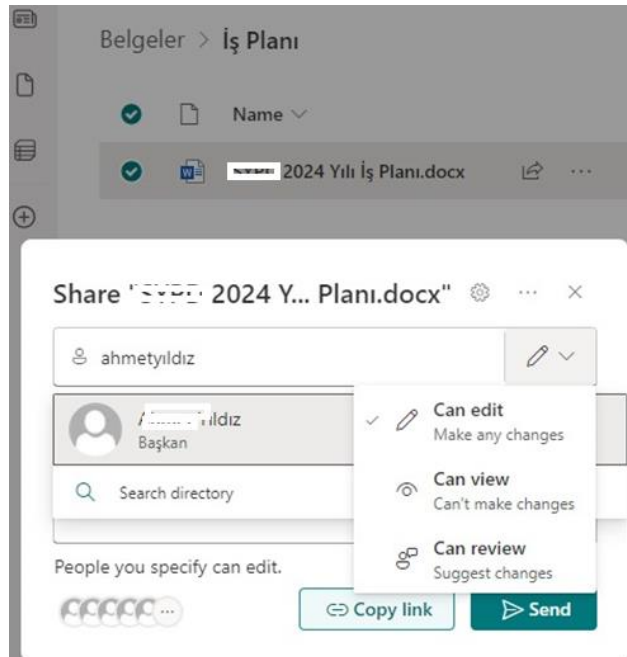 Belgeler > İş Planı
Name
2024 Yılı İş Planı.docx
Share " 2024 Y... Planı.docx"
ahmetyıldız
ldız
Başkan
Search directory
Can edit
Make any changes
Can view
Can't make changes
Can review
Suggest changes
People you specify can edit.
Copy link
Send